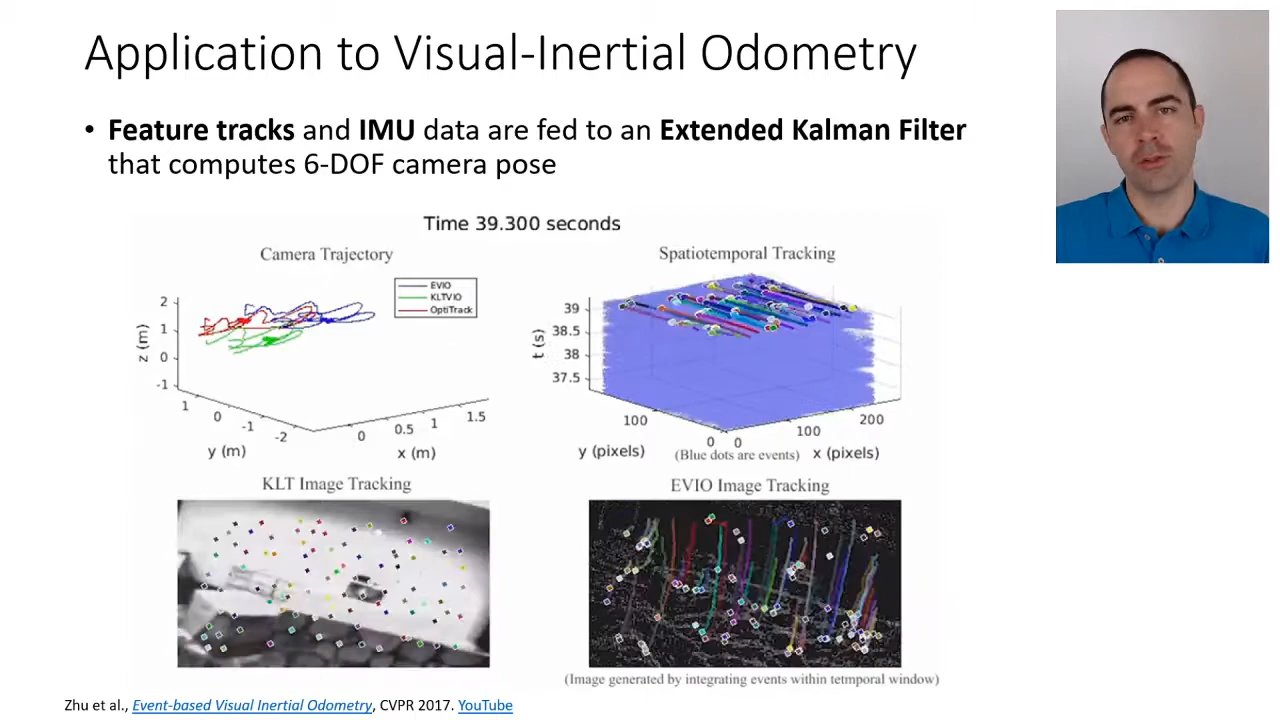 Application to Visual-Inertial Odometry
• Feature tracks and IMU data are fed to an Extended Kalman Filter
that computes 6-DOF camera pose
Time 39.300 seconds
Camera Trajectory
EVIO
KLTVIO
OptiTrack
2
1
0
-1
z (m)
1
0
-1
-2
y (m)
0
0.5
1
1.5
x (m)
Spatiotemporal Tracking
39
38.5
38
37.5
t (s)
100
0
y (pixels)
0
100
200
x (pixels)
(Blue dots are events)
KLT Image Tracking
EVIO Image Tracking
(Image generated by integrating events within tetmporal window)
Zhu et al., Event-based Visual Inertial Odometry, CVPR 2017. YouTube